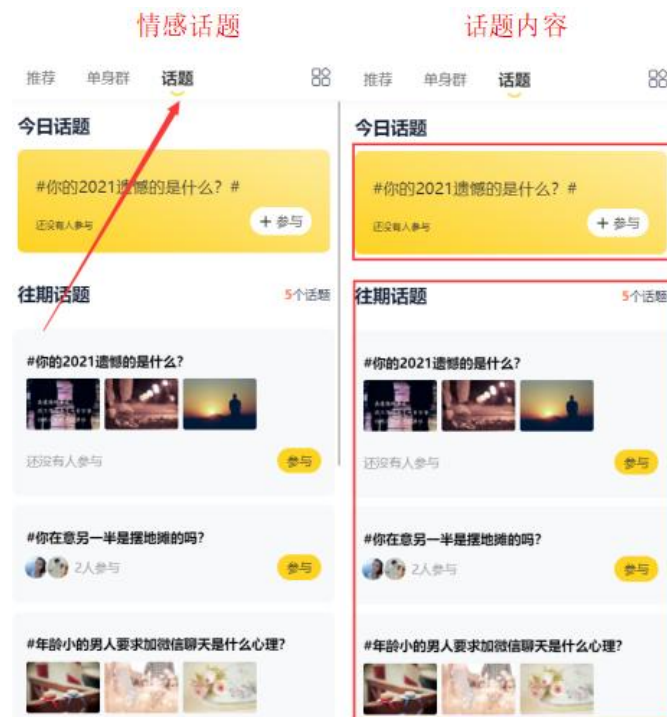 情感话题
推荐 单身群 话题
今日话题
#你的2021遗憾的是什么？#
还没有人参与
+ 参与
往期话题
5个话题
#你的2021遗憾的是什么?
还没有人参与
参与
#你在意另一半是摆地摊的吗?
2人参与
参与
#年龄小的男人要求加微信聊天是什么心理?
话题内容
推荐 单身群 话题
今日话题
#你的2021遗憾的是什么？#
还没有人参与
+ 参与
往期话题
5个话题
#你的2021遗憾的是什么?
还没有人参与
参与
#你在意另一半是摆地摊的吗?
2人参与
参与
#年龄小的男人要求加微信聊天是什么心理?